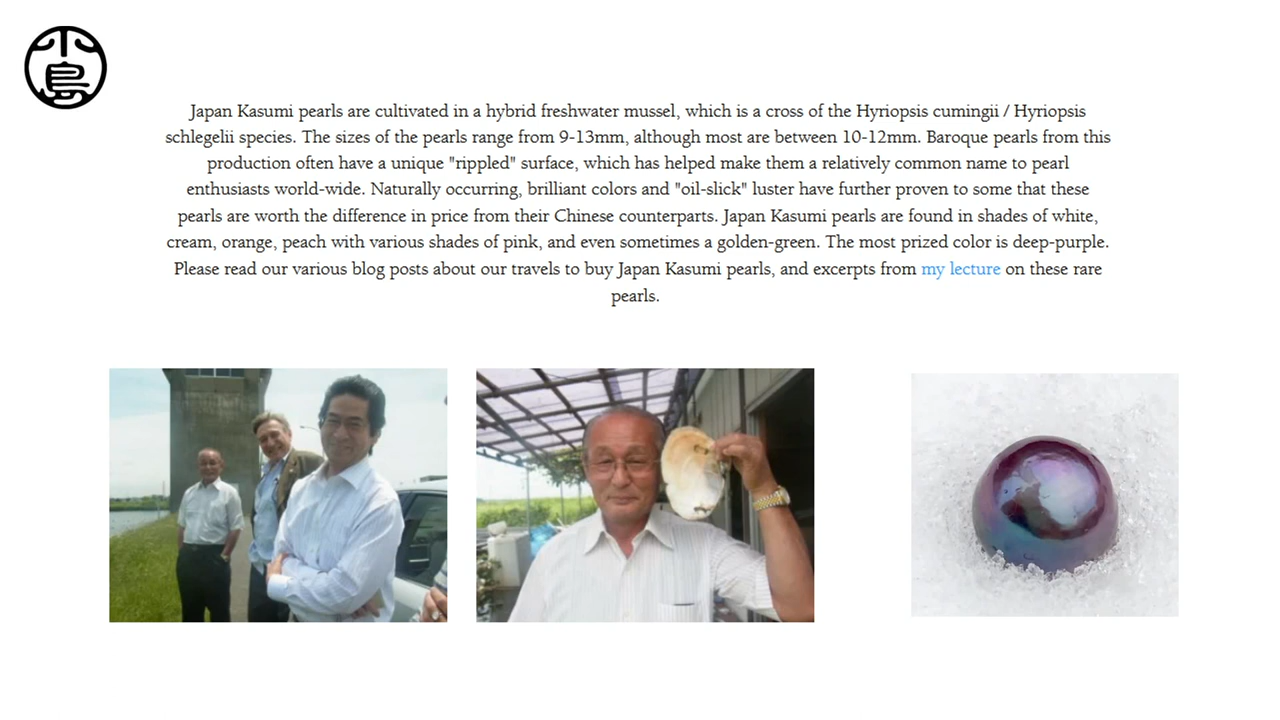 小島
Japan Kasumi pearls are cultivated in a hybrid freshwater mussel, which is a cross of the Hyriopsis cumingii / Hyriopsis
schlegelii species. The sizes of the pearls range from 9-13mm, although most are between 10-12mm. Baroque pearls from this
production often have a unique "rippled" surface, which has helped make them a relatively common name to pearl
enthusiasts world-wide. Naturally occurring, brilliant colors and "oil-slick" luster have further proven to some that these
pearls are worth the difference in price from their Chinese counterparts. Japan Kasumi pearls are found in shades of white,
cream, orange, peach with various shades of pink, and even sometimes a golden-green. The most prized color is deep-purple.
Please read our various blog posts about our travels to buy Japan Kasumi pearls, and excerpts from my lecture on these rare
pearls.